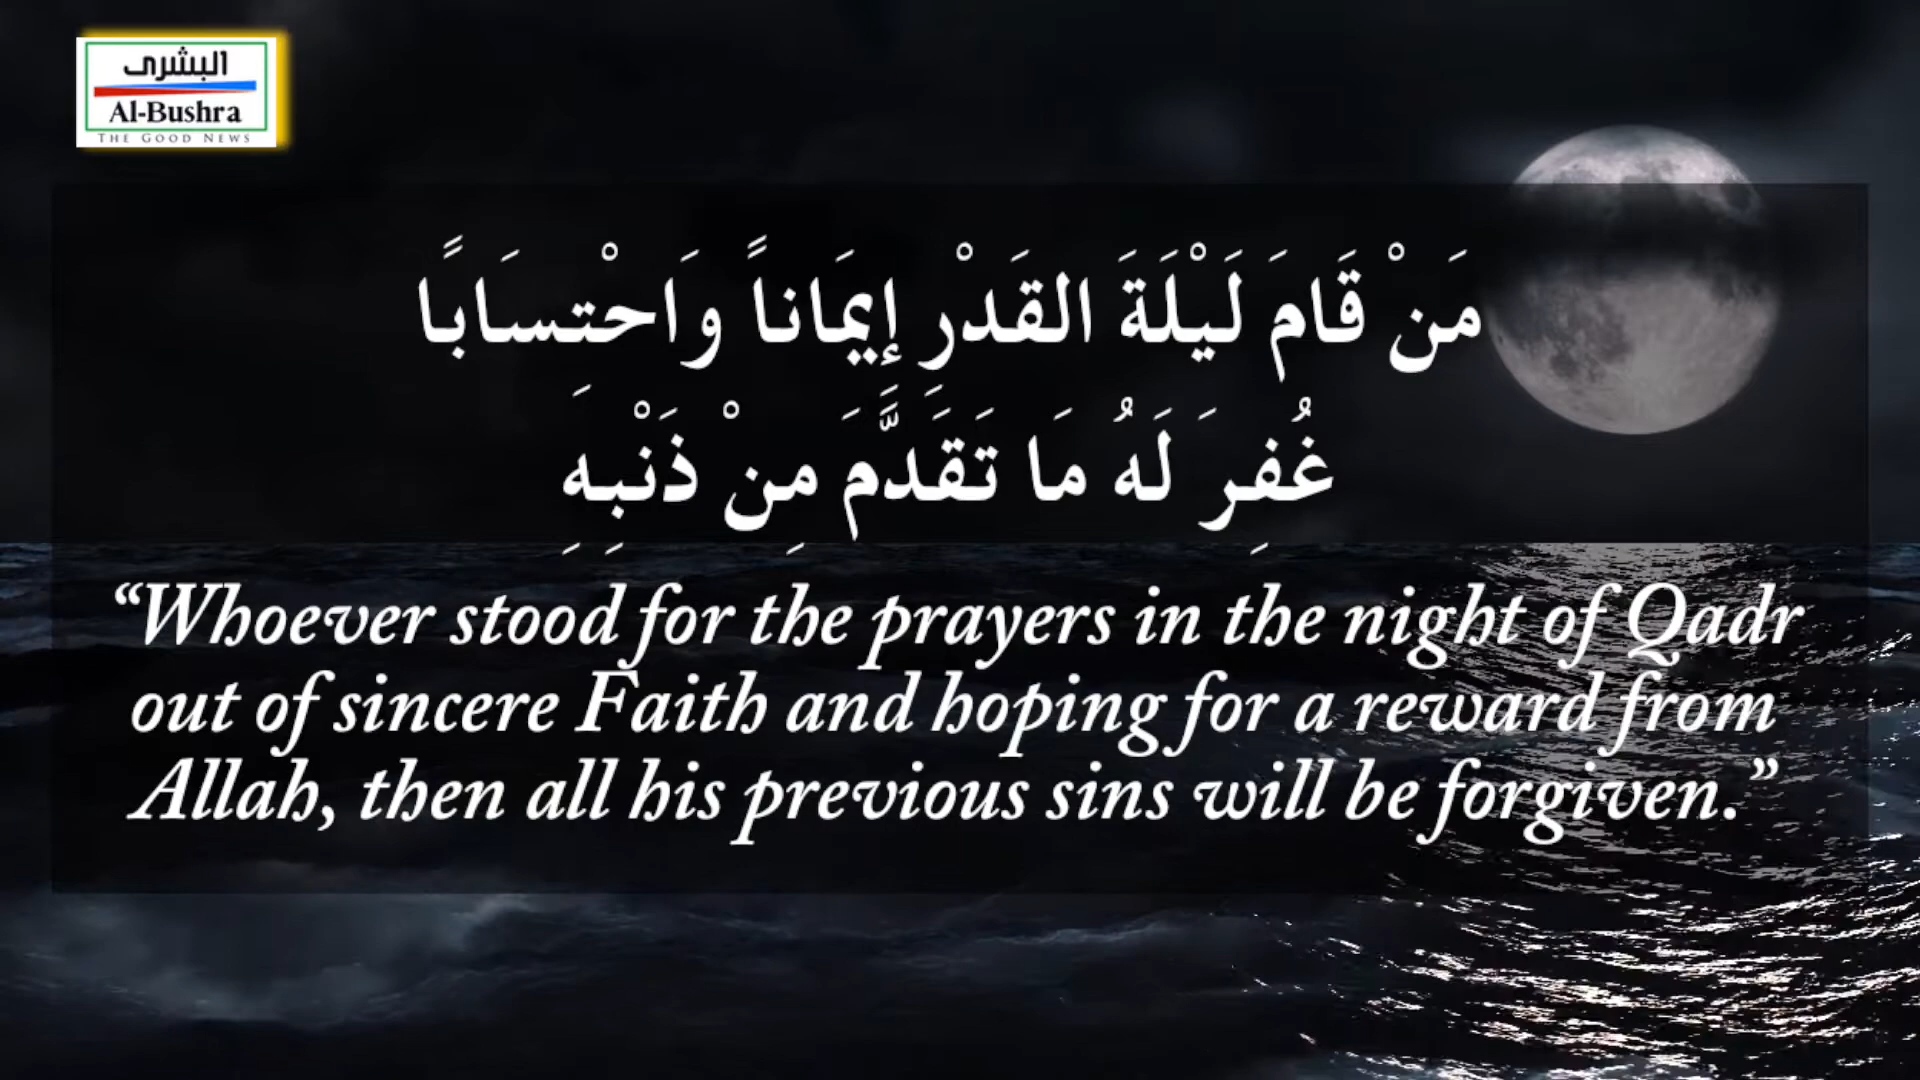 البشرى
Al-Bushra
THE GOOD NEWS
مَنْ قَامَ لَيْلَةَ القَدْرِ إِيمَاناً وَاحْتِسَابًا
غُفِرَ لَهُ مَا تَقَدَّمَ مِنْ ذَنْبِهِ
“Whoever stood for the prayers in the night of Qadr
out of sincere Faith and hoping for a reward from
Allah, then all his previous sins will be forgiven.”